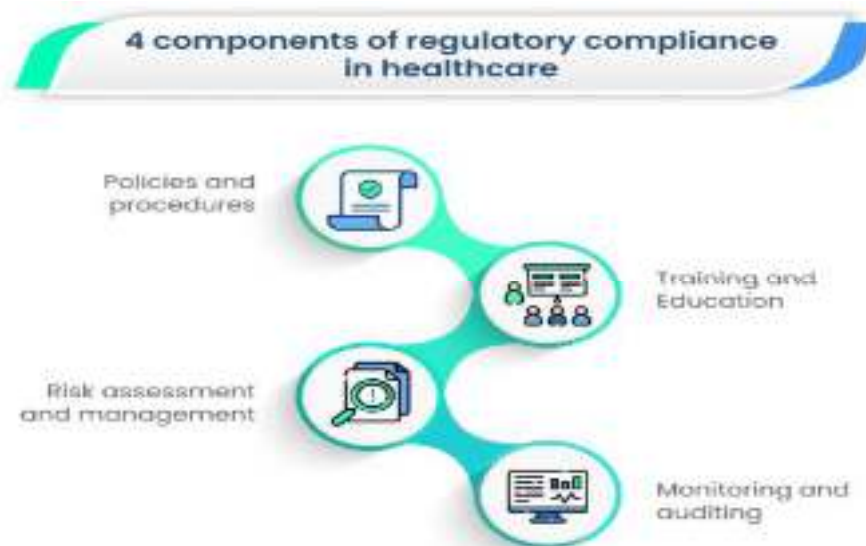 4 components of regulatory compliance
in healthcare
Policies and
procedures
Training and
Education
Risk assessment
and management
Monitoring and
auditing